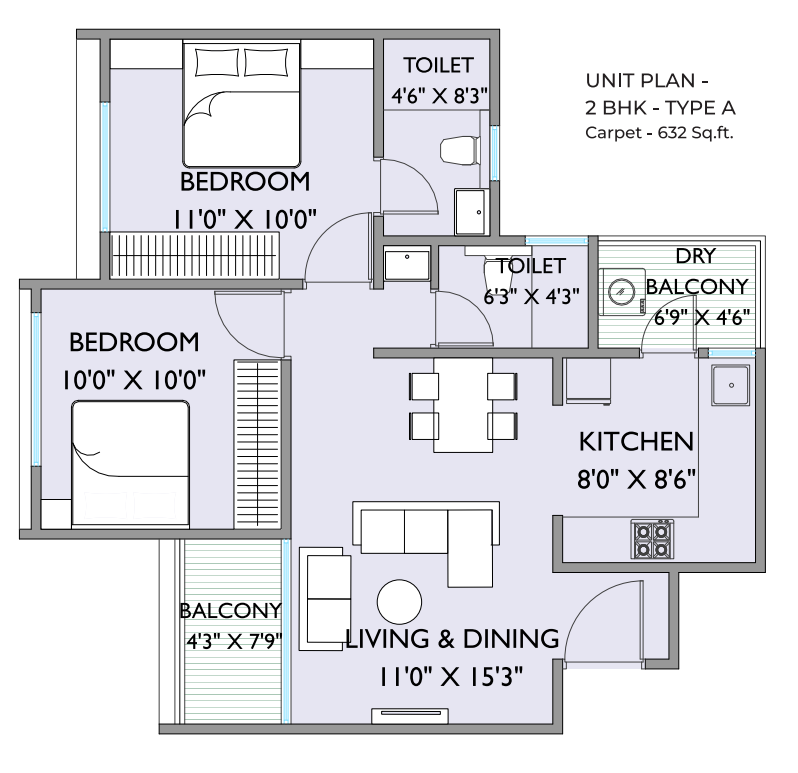 TOILET
4'6" X 8'3"
UNIT PLAN -
2 BHK - TYPE A
Carpet - 632 Sq.ft.
BEDROOM
11'0" X 10'0"
TOILET
6'3" X 4'3"
DRY
BALCONY
6'9" X 4'6"
BEDROOM
10'0" X 10'0"
KITCHEN
8'0" X 8'6"
BALCONY
4'3" X 7'9"
LIVING & DINING
11'0" X 15'3"